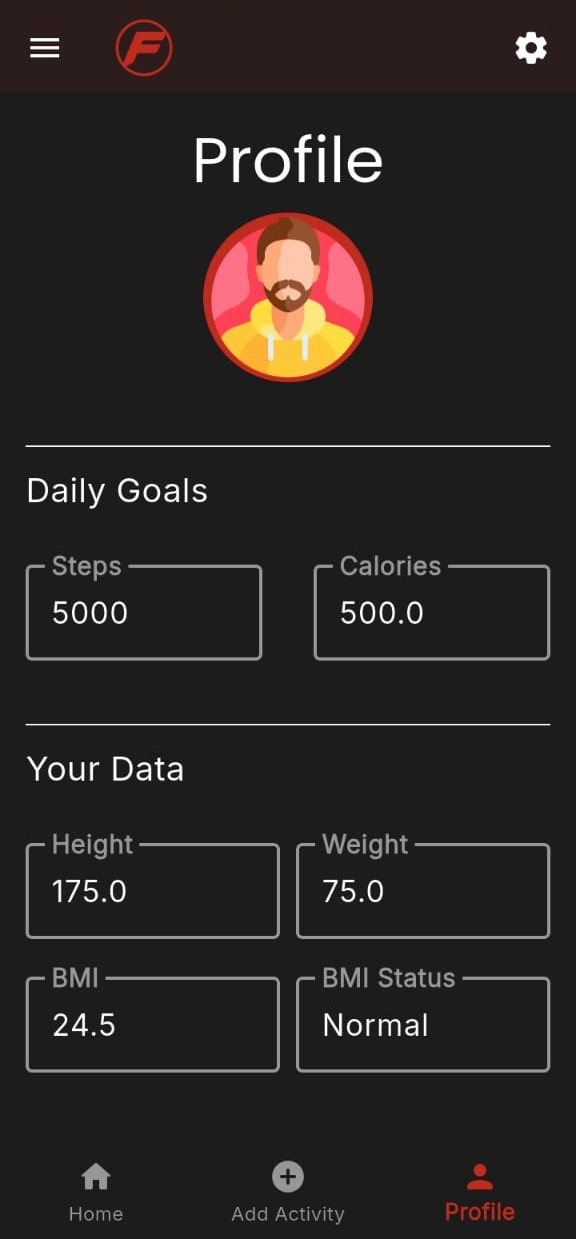 F
Profile
Daily Goals
Steps Calories
5000 500.0
Your Data
Height Weight
175.0 75.0
BMI BMI Status
24.5 Normal
Home Add Activity Profile